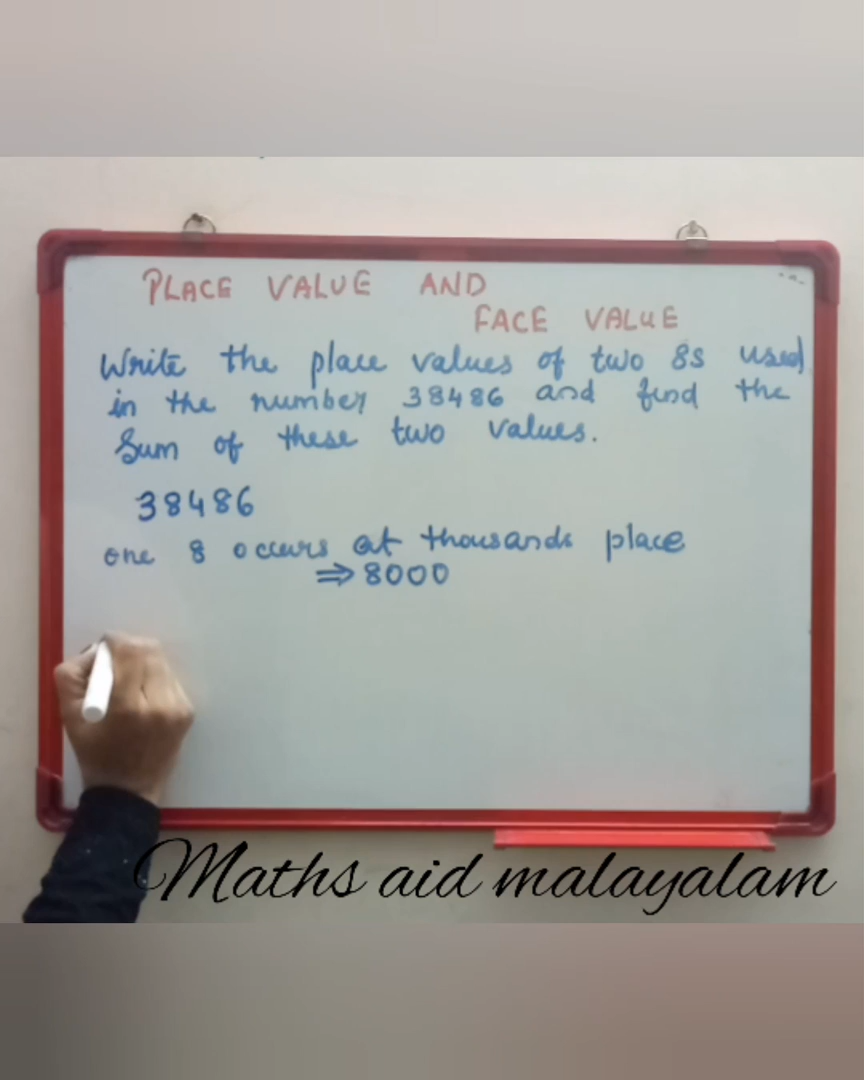 PLACE VALUE AND
FACE VALUE
Write the place values of two 8s used
in the number 38486 and find the
Sum of these two values.
38486
one 8 occurs at thousands place
⇒ 8000
Maths aid malayalam